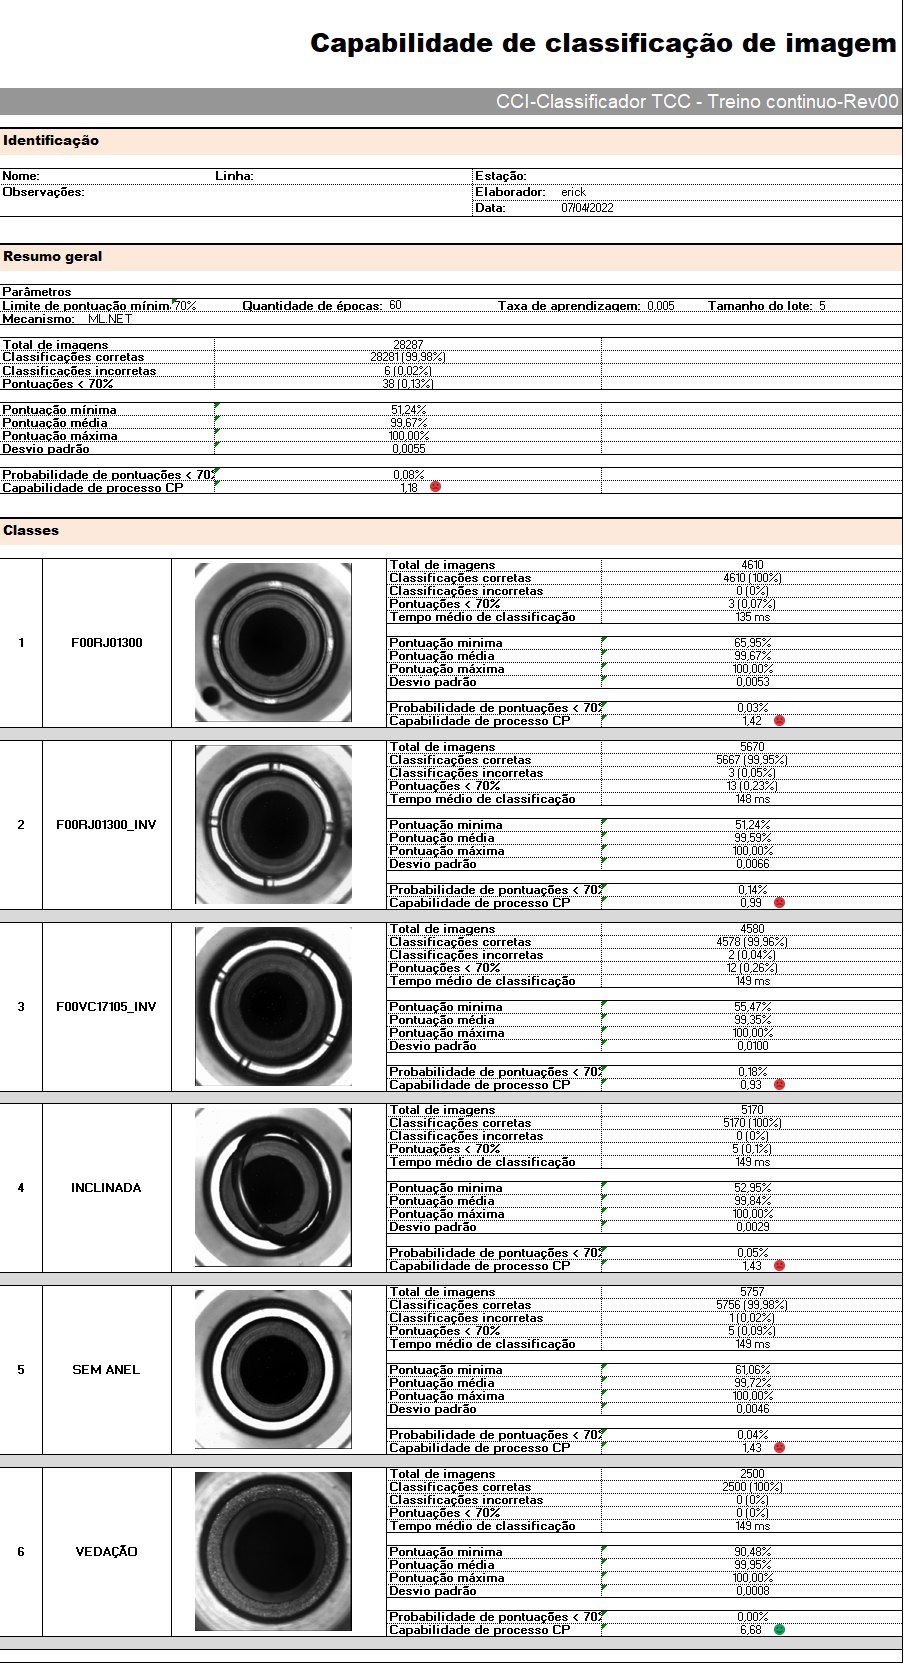 Capabilidade de classificação de imagem
CCI-Classificador TCC - Treino continuo-Rev00
Identificação
Nome: Linha: Estação:
Observações: Elaborador: erick
Data: 07/04/2022
Resumo geral
Parâmetros
Limite de pontuação mínim 70% Quantidade de épocas: 60 Taxa de aprendizagem: 0,005 Tamanho do lote: 5
Mecanismo: ML.NET
Total de imagens 28287
Classificações corretas 28281 (99,98%)
Classificações incorretas 6 (0,02%)
Pontuações < 70% 38 (0,13%)
Pontuação mínima 51,24%
Pontuação média 99,67%
Pontuação máxima 100,00%
Desvio padrão 0,0055
Probabilidade de pontuações < 70% 0,08%
Capabilidade de processo CP 1,18
Classes
1 F00RJ01300
Total de imagens 4610
Classificações corretas 4610 (100%)
Classificações incorretas 0 (0%)
Pontuações < 70% 3 (0,07%)
Tempo médio de classificação 135 ms
Pontuação minima 65,95%
Pontuação média 99,67%
Pontuação máxima 100,00%
Desvio padrão 0,0053
Probabilidade de pontuações < 70% 0,03%
Capabilidade de processo CP 1,42
2 F00RJ01300_INV
Total de imagens 5670
Classificações corretas 5667 (99,95%)
Classificações incorretas 3 (0,05%)
Pontuações < 70% 13 (0,23%)
Tempo médio de classificação 148 ms
Pontuação minima 51,24%
Pontuação média 99,59%
Pontuação máxima 100,00%
Desvio padrão 0,0066
Probabilidade de pontuações < 70% 0,14%
Capabilidade de processo CP 0,99
3 F00VC17105_INV
Total de imagens 4580
Classificações corretas 4578 (99,96%)
Classificações incorretas 2 (0,04%)
Pontuações < 70% 12 (0,26%)
Tempo médio de classificação 149 ms
Pontuação minima 55,47%
Pontuação média 99,35%
Pontuação máxima 100,00%
Desvio padrão 0,0100
Probabilidade de pontuações < 70% 0,18%
Capabilidade de processo CP 0,93
4 INCLINADA
Total de imagens 5170
Classificações corretas 5170 (100%)
Classificações incorretas 0 (0%)
Pontuações < 70% 5 (0,1%)
Tempo médio de classificação 149 ms
Pontuação minima 52,95%
Pontuação média 99,84%
Pontuação máxima 100,00%
Desvio padrão 0,0029
Probabilidade de pontuações < 70% 0,05%
Capabilidade de processo CP 1,43
5 SEM ANEL
Total de imagens 5757
Classificações corretas 5756 (99,98%)
Classificações incorretas 1 (0,02%)
Pontuações < 70% 5 (0,09%)
Tempo médio de classificação 149 ms
Pontuação minima 61,06%
Pontuação média 99,72%
Pontuação máxima 100,00%
Desvio padrão 0,0046
Probabilidade de pontuações < 70% 0,04%
Capabilidade de processo CP 1,43
6 VEDAÇÃO
Total de imagens 2500
Classificações corretas 2500 (100%)
Classificações incorretas 0 (0%)
Pontuações < 70% 0 (0%)
Tempo médio de classificação 149 ms
Pontuação minima 90,48%
Pontuação média 99,95%
Pontuação máxima 100,00%
Desvio padrão 0,0008
Probabilidade de pontuações < 70% 0,00%
Capabilidade de processo CP 6,68